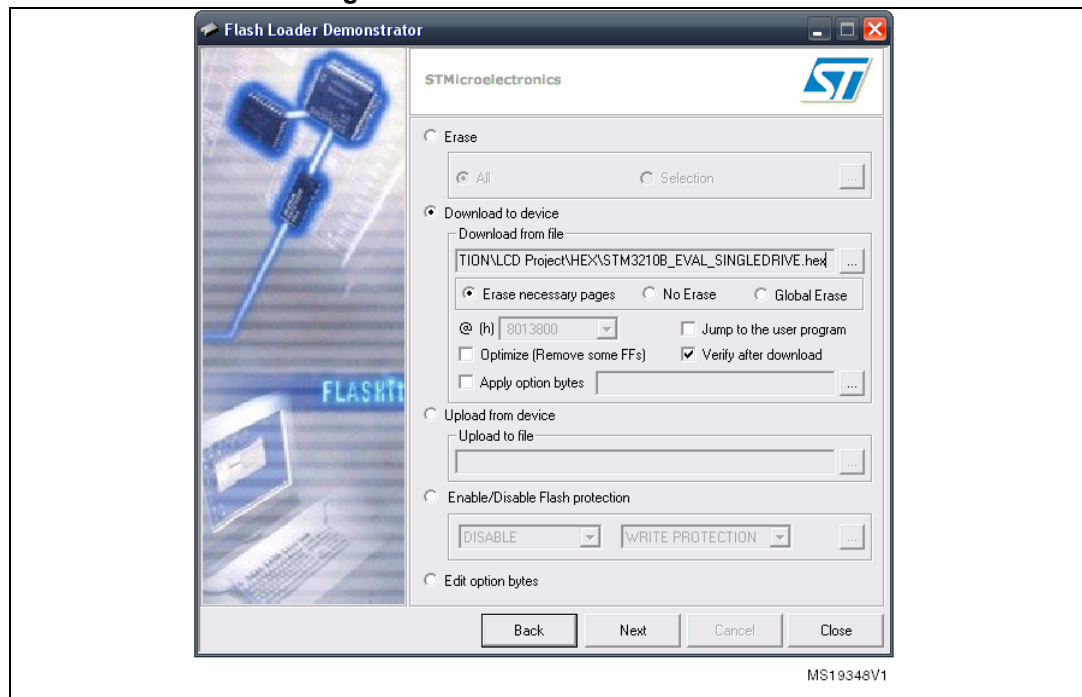 Flash Loader Demonstrator
STMicroelectronics
ST
Erase
All Selection ...
Download to device
Download from file
TION\LCD Project\HEX\STM3210B_EVAL_SINGLEDRIVE.hex ...
Erase necessary pages No Erase Global Erase
@ (h) 8013800 Jump to the user program
Optimize (Remove some FFs) Verify after download
Apply option bytes ...
FLASHit
Upload from device
Upload to file
...
Enable/Disable Flash protection
DISABLE WRITE PROTECTION ...
Edit option bytes
Back Next Cancel Close
MS19348V1